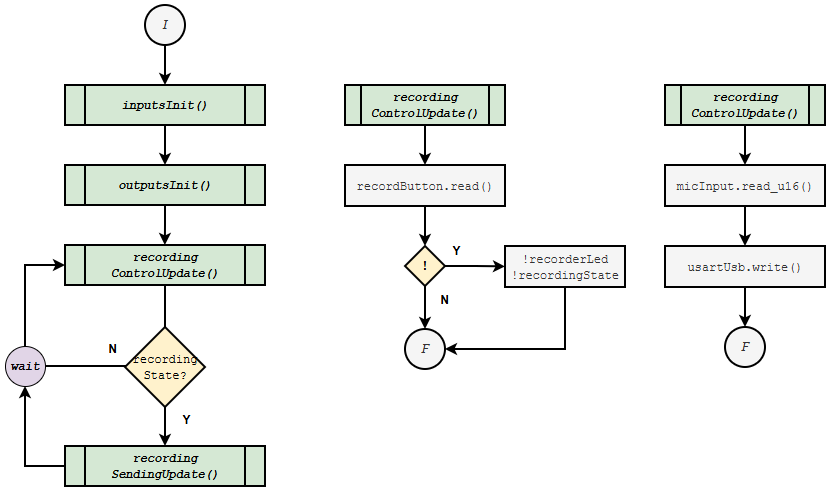 I
inputsInit()
outputsInit()
recording
ControlUpdate()
N
wait
recording
State?
Y
recording
SendingUpdate()
recording
ControlUpdate()
recordButton.read()
!
Y
!recorderLed
!recordingState
N
F
recording
ControlUpdate()
micInput.read_u16()
usartUsb.write()
F